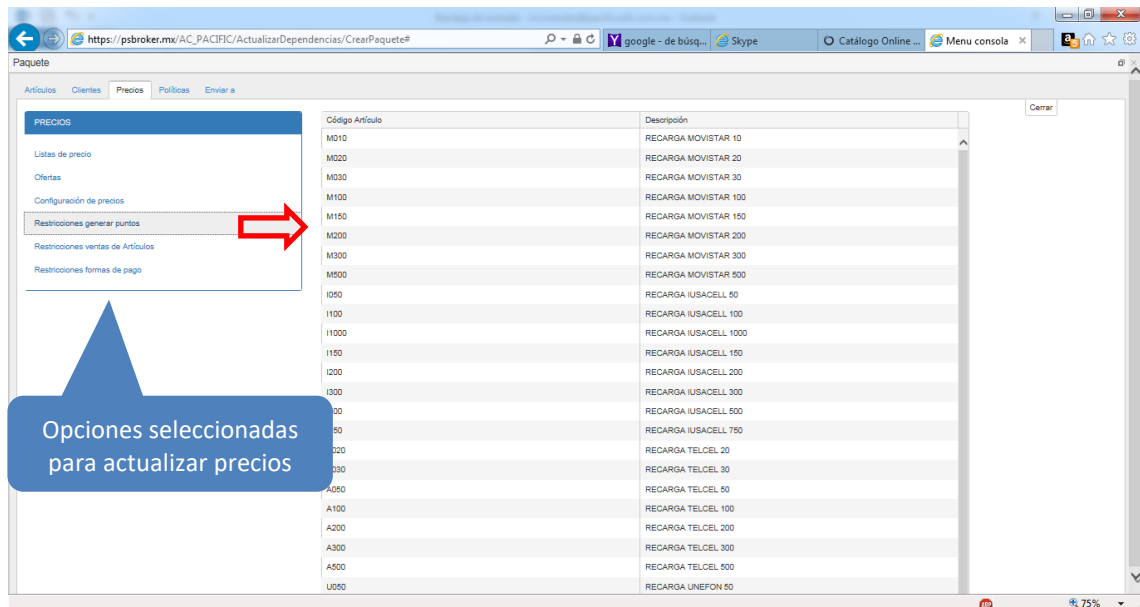 https://psbroker.mx/AC_PACIFIC/ActualizarDependencias/CrearPaquete#
google - de búsq...
Skype
Catálogo Online ...
Menu consola
Paquete
Artículos Clientes Precios Políticas Enviar a
Cerrar
PRECIOS
Listas de precio
Ofertas
Configuración de precios
Restricciones generar puntos
Restricciones ventas de Artículos
Restricciones formas de pago
Opciones seleccionadas
para actualizar precios
Código Artículo Descripción
M010 RECARGA MOVISTAR 10
M020 RECARGA MOVISTAR 20
M030 RECARGA MOVISTAR 30
M100 RECARGA MOVISTAR 100
M150 RECARGA MOVISTAR 150
M200 RECARGA MOVISTAR 200
M300 RECARGA MOVISTAR 300
M500 RECARGA MOVISTAR 500
I050 RECARGA IUSACELL 50
I100 RECARGA IUSACELL 100
I1000 RECARGA IUSACELL 1000
I150 RECARGA IUSACELL 150
I200 RECARGA IUSACELL 200
I300 RECARGA IUSACELL 300
RECARGA IUSACELL 500
RECARGA IUSACELL 750
RECARGA TELCEL 20
RECARGA TELCEL 30
A050 RECARGA TELCEL 50
A100 RECARGA TELCEL 100
A200 RECARGA TELCEL 200
A300 RECARGA TELCEL 300
A500 RECARGA TELCEL 500
U050 RECARGA UNEFON 50
75%